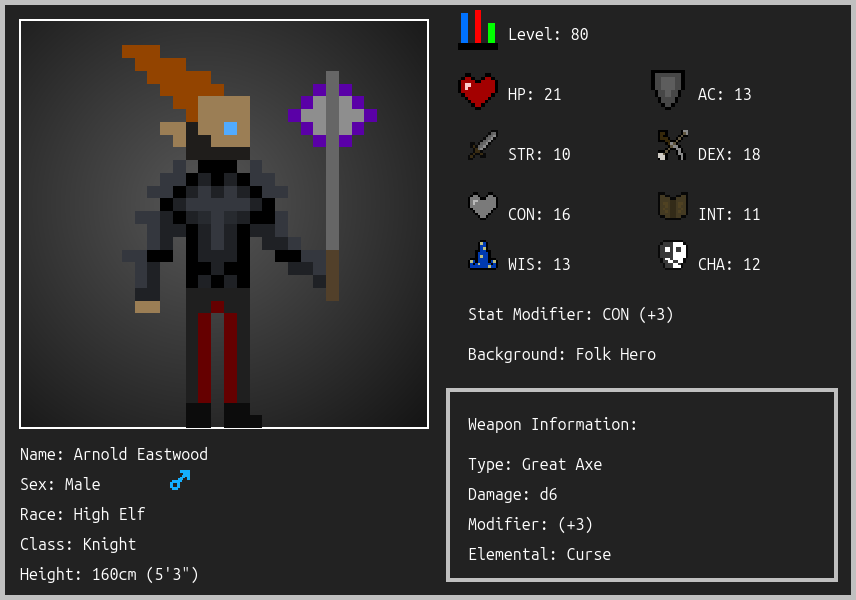 Level: 80
HP: 21
AC: 13
STR: 10
DEX: 18
CON: 16
INT: 11
WIS: 13
CHA: 12
Stat Modifier: CON (+3)
Background: Folk Hero
Weapon Information:
Type: Great Axe
Damage: d6
Modifier: (+3)
Elemental: Curse
Name: Arnold Eastwood
Sex: Male
Race: High Elf
Class: Knight
Height: 160cm (5'3")